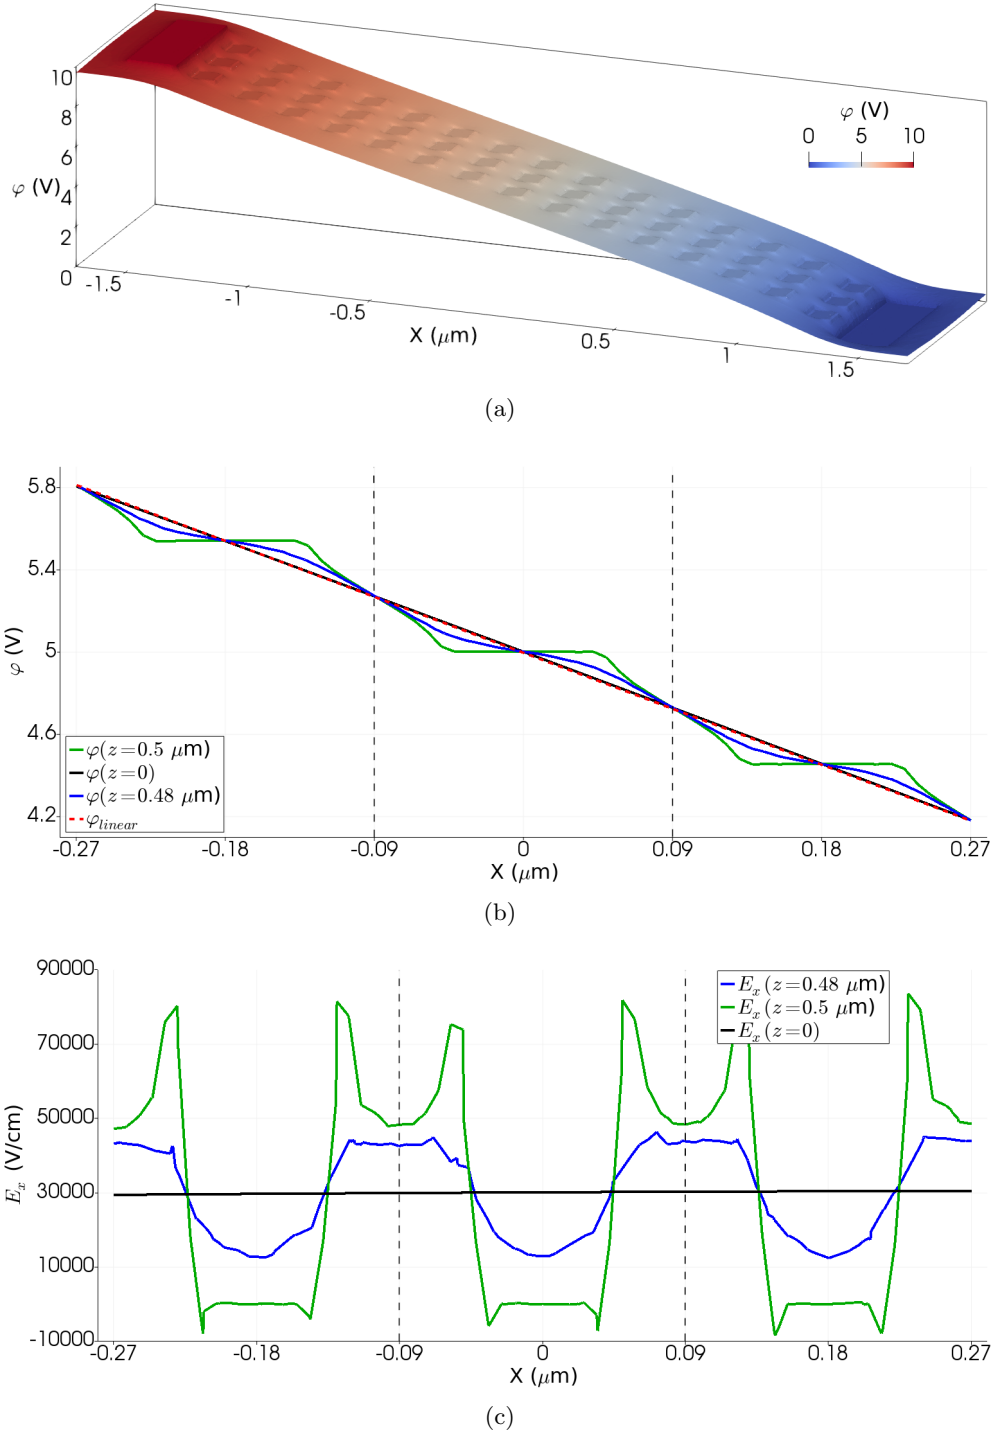 10
8
6
φ (V)
4
2
0
-1.5
-1
-0.5
X (μm)
0.5
1
1.5
φ (V)
0 5 10
(a)
5.8
5.4
5
4.6
4.2
φ (V)
φ(z=0.5 μm)
φ(z=0)
φ(z=0.48 μm)
φlinear
-0.27 -0.18 -0.09 0 0.09 0.18 0.27
X (μm)
(b)
90000
70000
50000
30000
10000
-10000
Ex (V/cm)
Ex(z=0.48 μm)
Ex(z=0.5 μm)
Ex(z=0)
-0.27 -0.18 -0.09 0 0.09 0.18 0.27
X (μm)
(c)